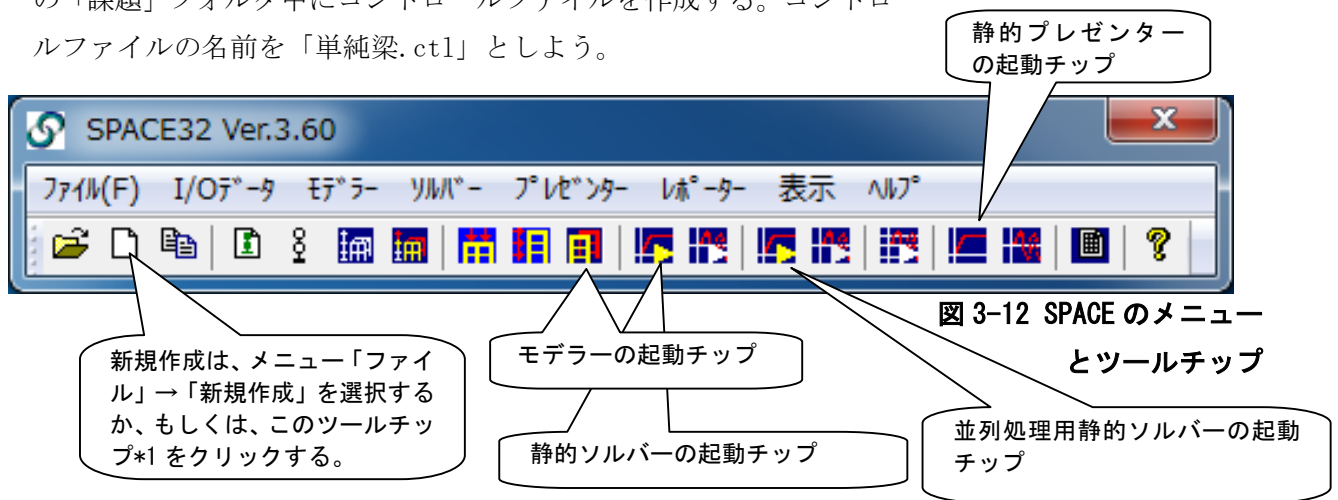 の「課題」フォルダ中にコントロールファイルを作成する。コントロー
ルファイルの名前を「単純梁.ctl」としよう。
静的プレゼンター
の起動チップ
SPACE32 Ver.3.60
ﾌｧｲﾙ(F) I/Oﾃﾞｰﾀ ﾓﾃﾞﾗｰ ｿﾙﾊﾞｰ ﾌﾟﾚｾﾞﾝﾀｰ ﾚﾎﾟｰﾀｰ 表示 ﾍﾙﾌﾟ
図 3-12 SPACE のメニュー
とツールチップ
新規作成は、メニュー「ファイ
ル」→「新規作成」を選択する
か、もしくは、このツールチッ
プ*1 をクリックする。
モデラーの起動チップ
静的ソルバーの起動チップ
並列処理用静的ソルバーの起動
チップ